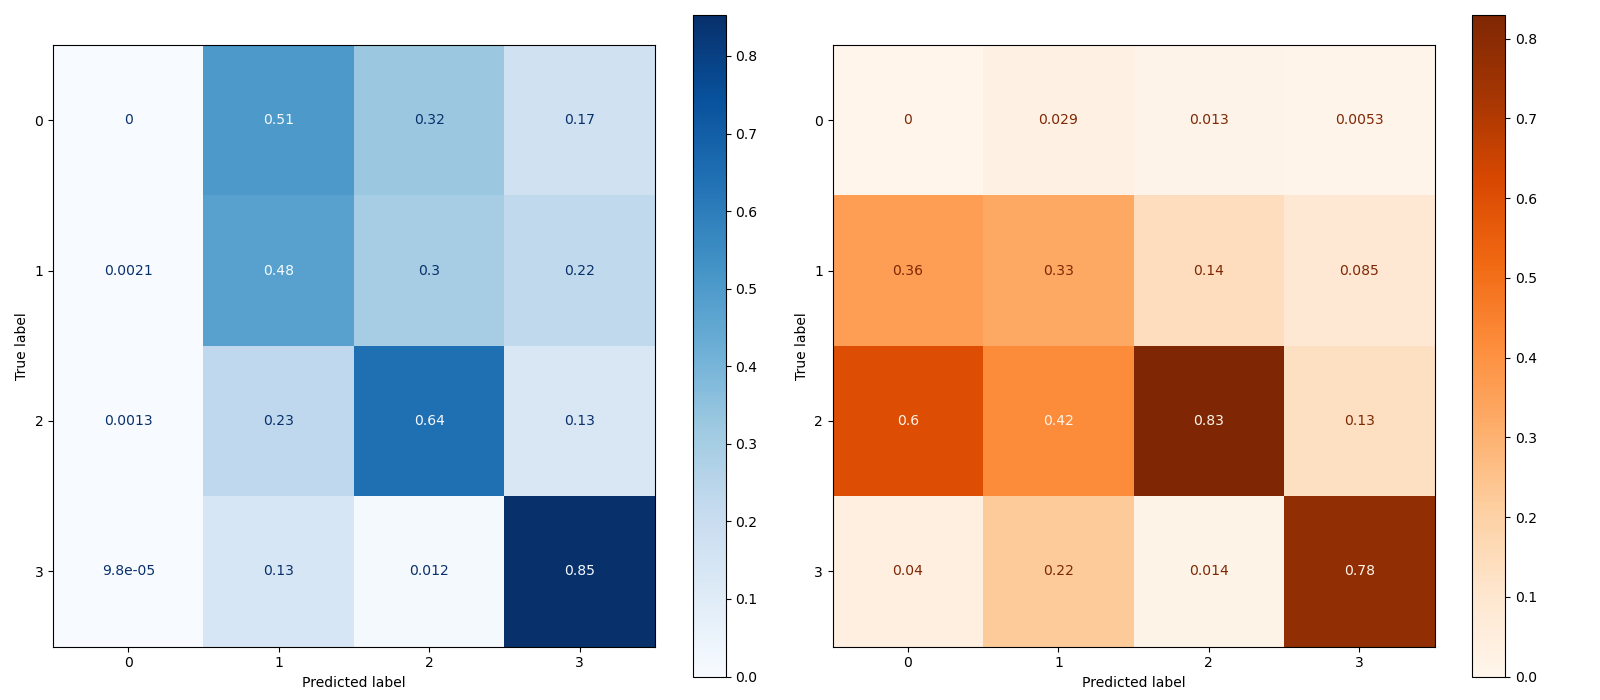 0 0.51 0.32 0.17
0.0021 0.48 0.3 0.22
0.0013 0.23 0.64 0.13
9.8e-05 0.13 0.012 0.85
0
1
2
3
True label
0 1 2 3
Predicted label
0.8
0.7
0.6
0.5
0.4
0.3
0.2
0.1
0.0
0 0.029 0.013 0.0053
0.36 0.33 0.14 0.085
0.6 0.42 0.83 0.13
0.04 0.22 0.014 0.78
0
1
2
3
True label
0 1 2 3
Predicted label
0.8
0.7
0.6
0.5
0.4
0.3
0.2
0.1
0.0